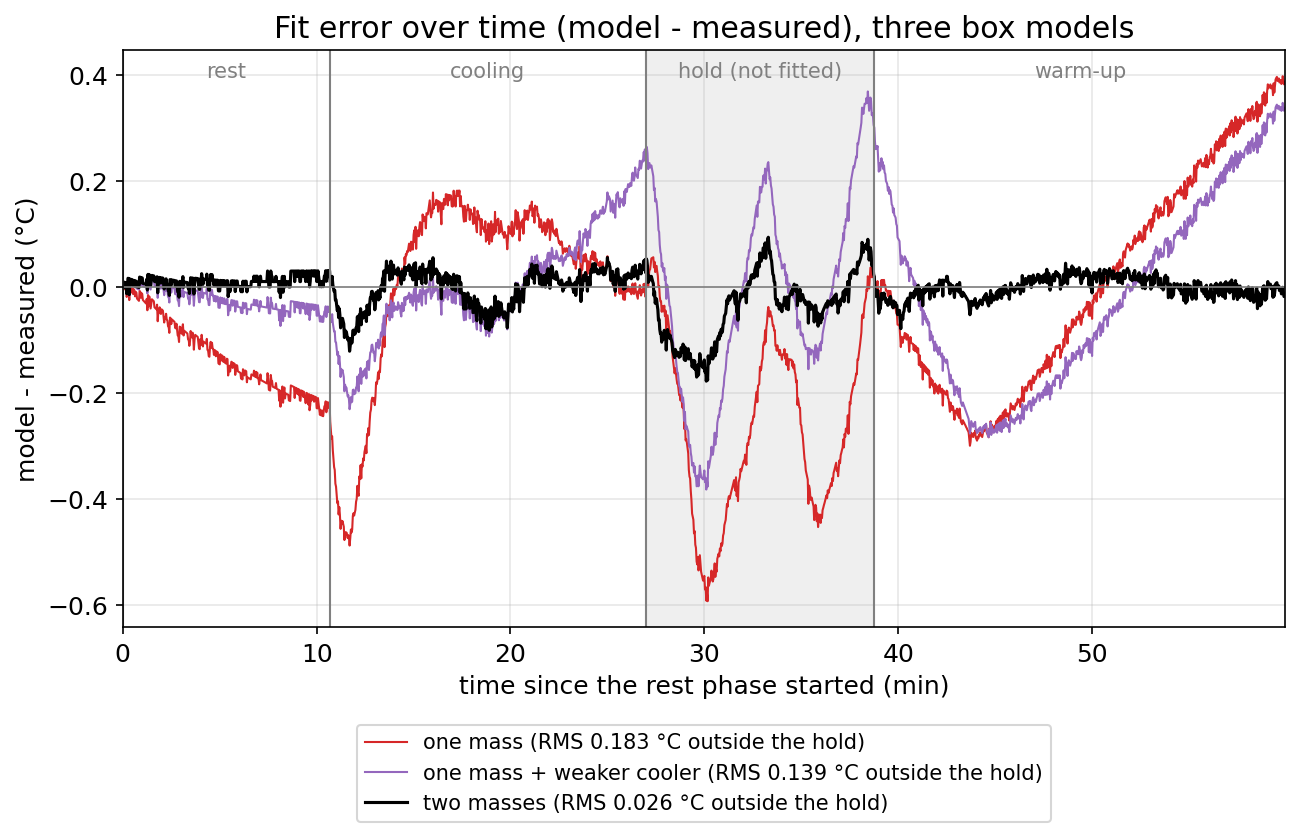 Fit error over time (model - measured), three box models
rest
cooling
hold (not fitted)
warm-up
model - measured (°C)
0.4
0.2
0.0
−0.2
−0.4
−0.6
0
10
20
30
40
50
time since the rest phase started (min)
one mass (RMS 0.183 °C outside the hold)
one mass + weaker cooler (RMS 0.139 °C outside the hold)
two masses (RMS 0.026 °C outside the hold)